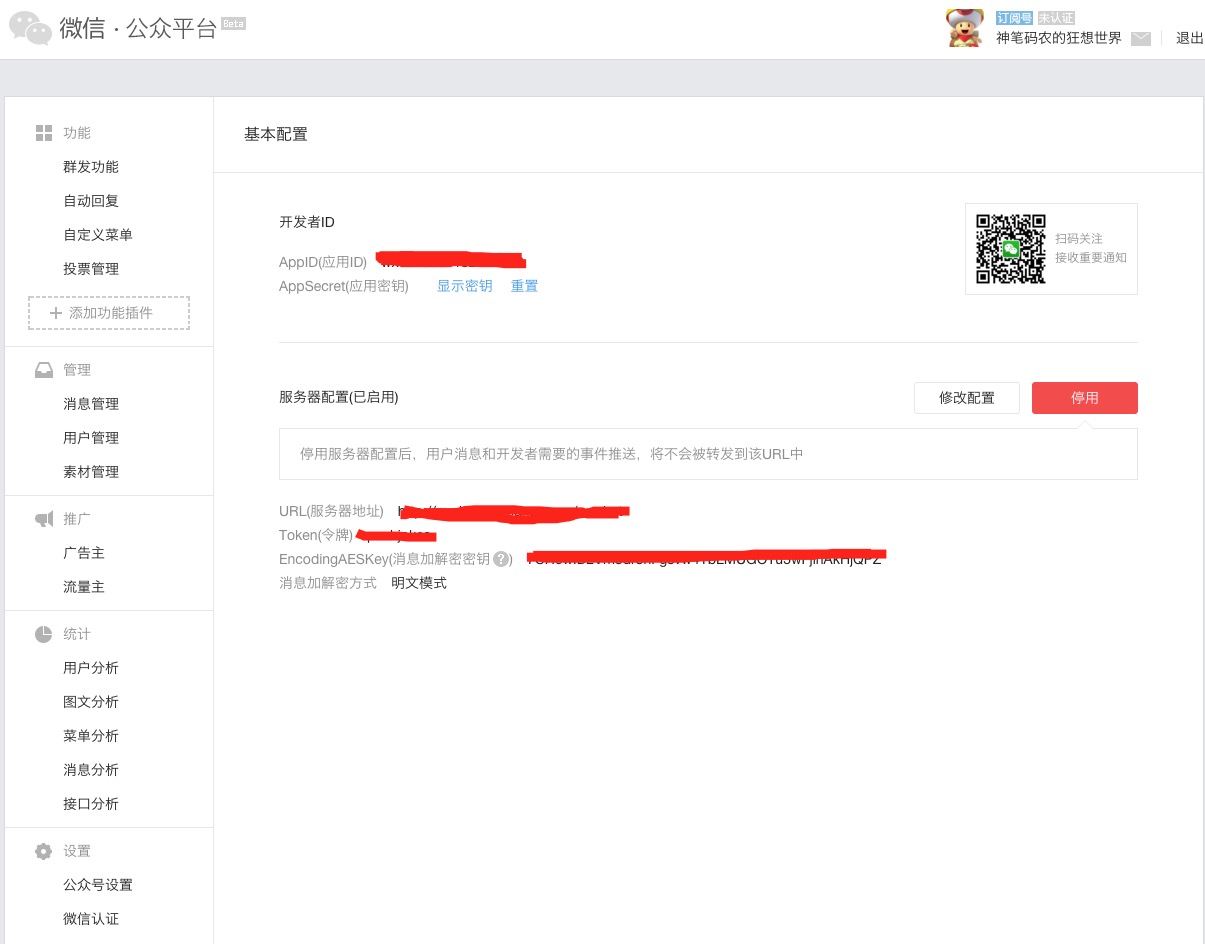 微信 · 公众平台 Beta
订阅号 未认证
神笔码农的狂想世界
退出
功能
群发功能
自动回复
自定义菜单
投票管理
添加功能插件
管理
消息管理
用户管理
素材管理
推广
广告主
流量主
统计
用户分析
图文分析
菜单分析
消息分析
接口分析
设置
公众号设置
微信认证
基本配置
开发者ID
AppID(应用ID)
AppSecret(应用密钥) 显示密钥 重置
扫码关注
接收重要通知
服务器配置(已启用)
修改配置 停用
停用服务器配置后，用户消息和开发者需要的事件推送，将不会被转发到该URL中
URL(服务器地址)
Token(令牌)
EncodingAESKey(消息加解密密钥 ?)
消息加解密方式 明文模式